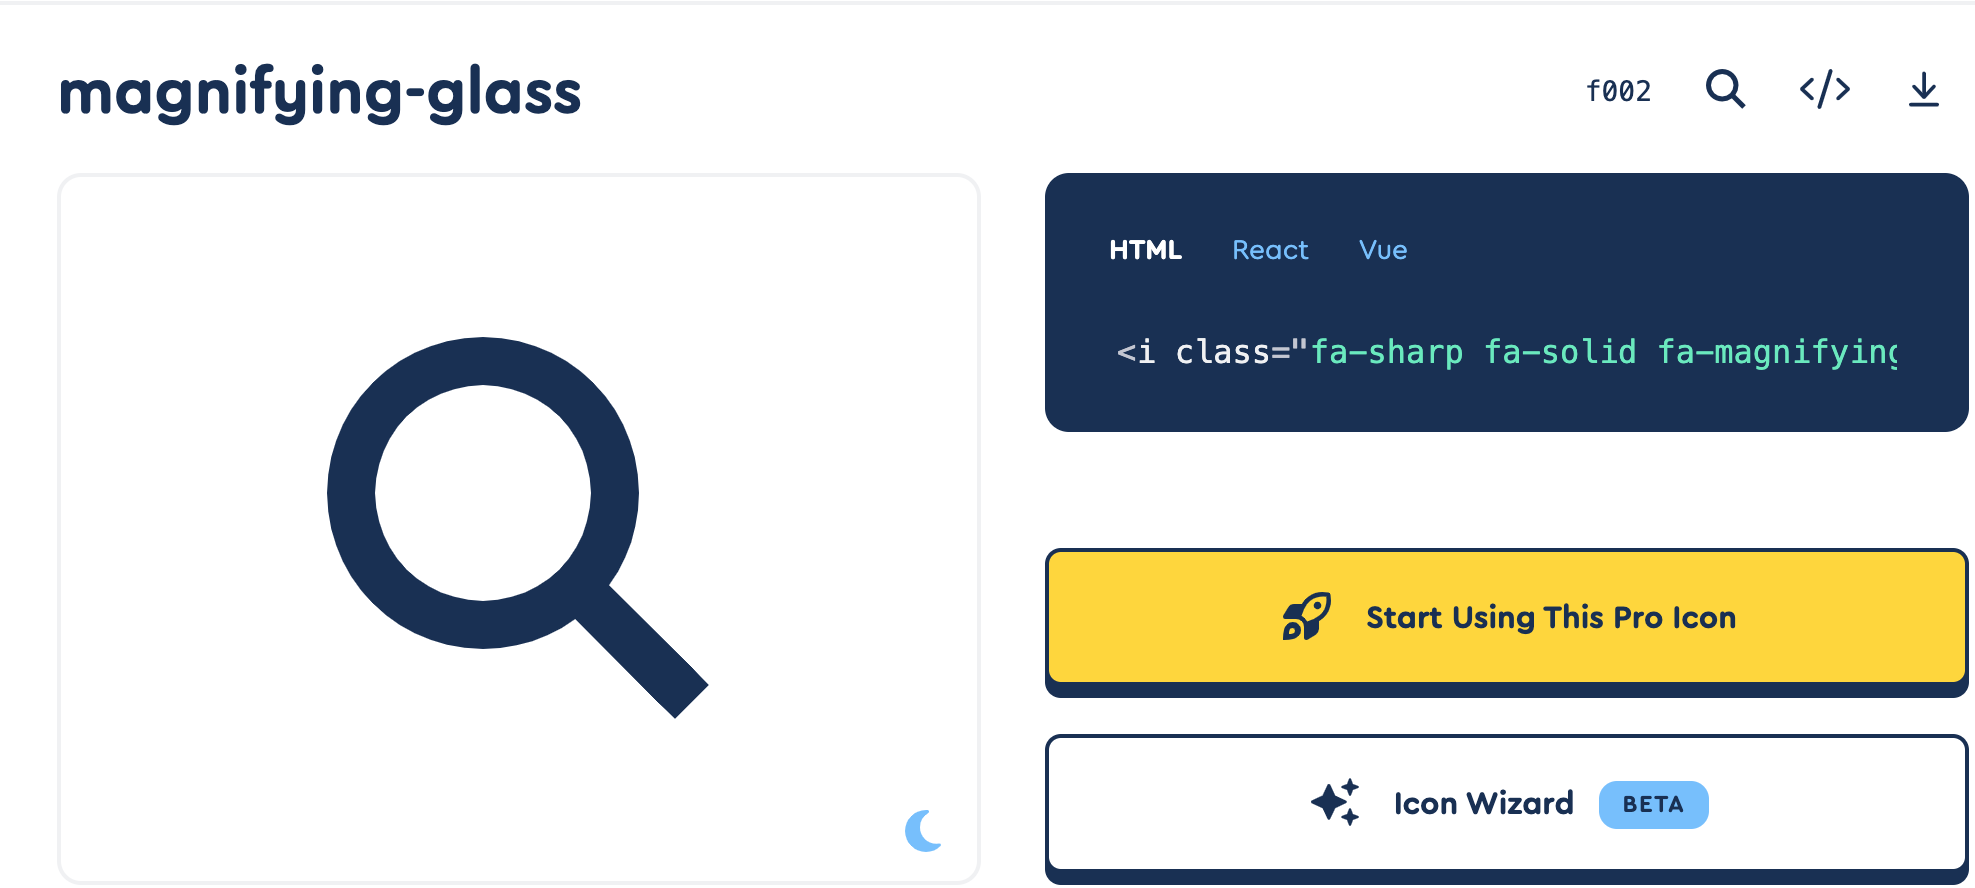 magnifying-glass
f002
HTML React Vue
<i class="fa-sharp fa-solid fa-magnifying
Start Using This Pro Icon
Icon Wizard BETA